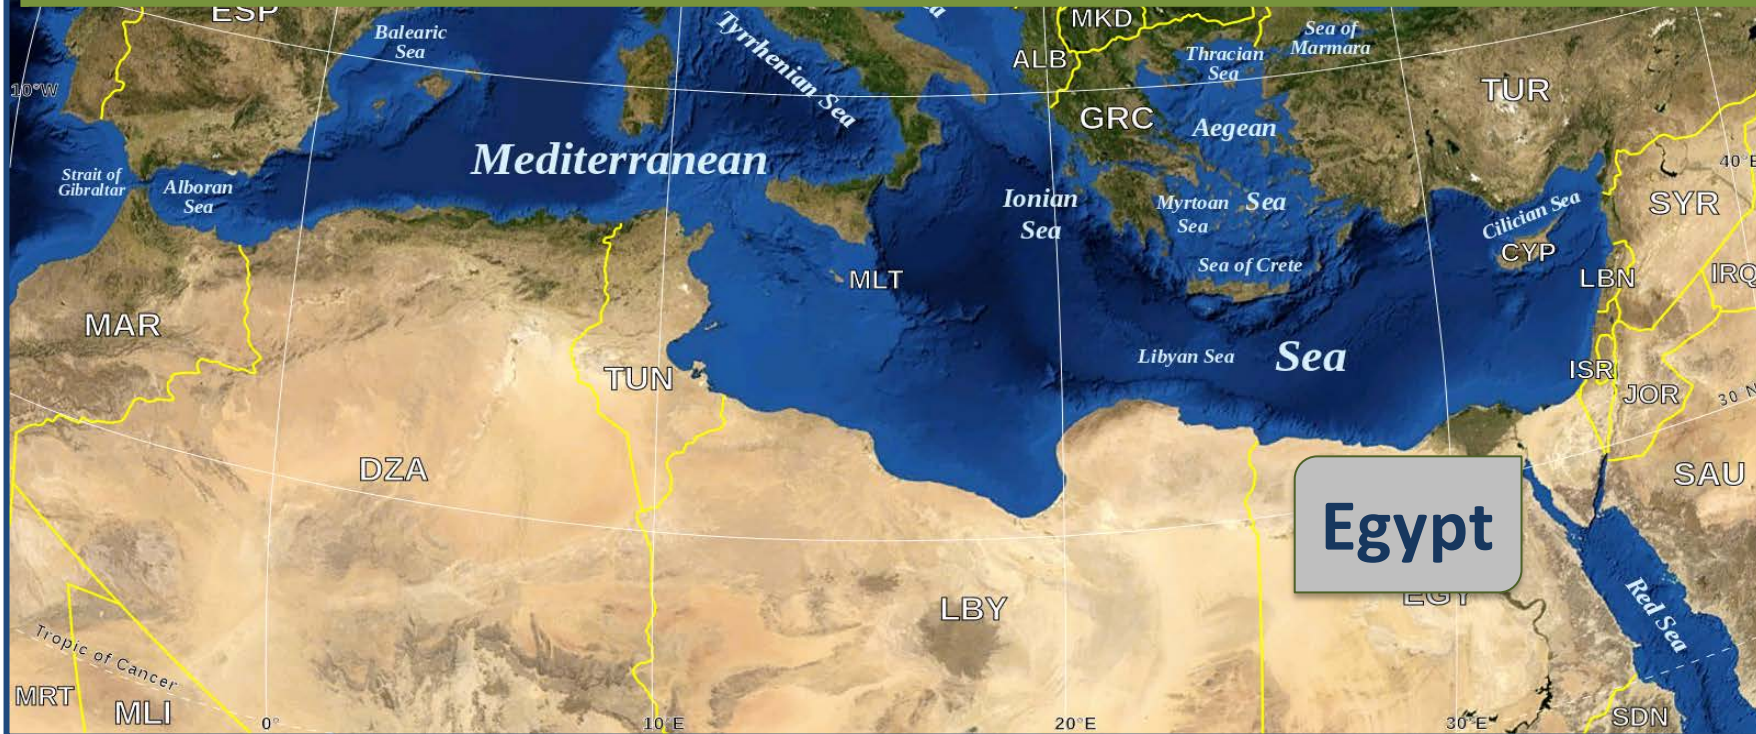 ESP
MKD
Balearic
Sea
Tyrrhenian Sea
Sea of
Marmara
ALB
Thracian
Sea
10°W
TUR
GRC
Aegean
Sea
Mediterranean
Sea
40°E
Strait of
Gibraltar
Alboran
Sea
Ionian
Sea
Myrtoan
Sea
SYR
Cilician Sea
CYP
Sea of Crete
MLT
LBN
IRQ
MAR
Libyan Sea
TUN
ISR
JOR
30 N
DZA
SAU
Egypt
EGY
LBY
Red Sea
Tropic of Cancer
MRT
MLI
0°
10°E
20°E
30°E
SDN